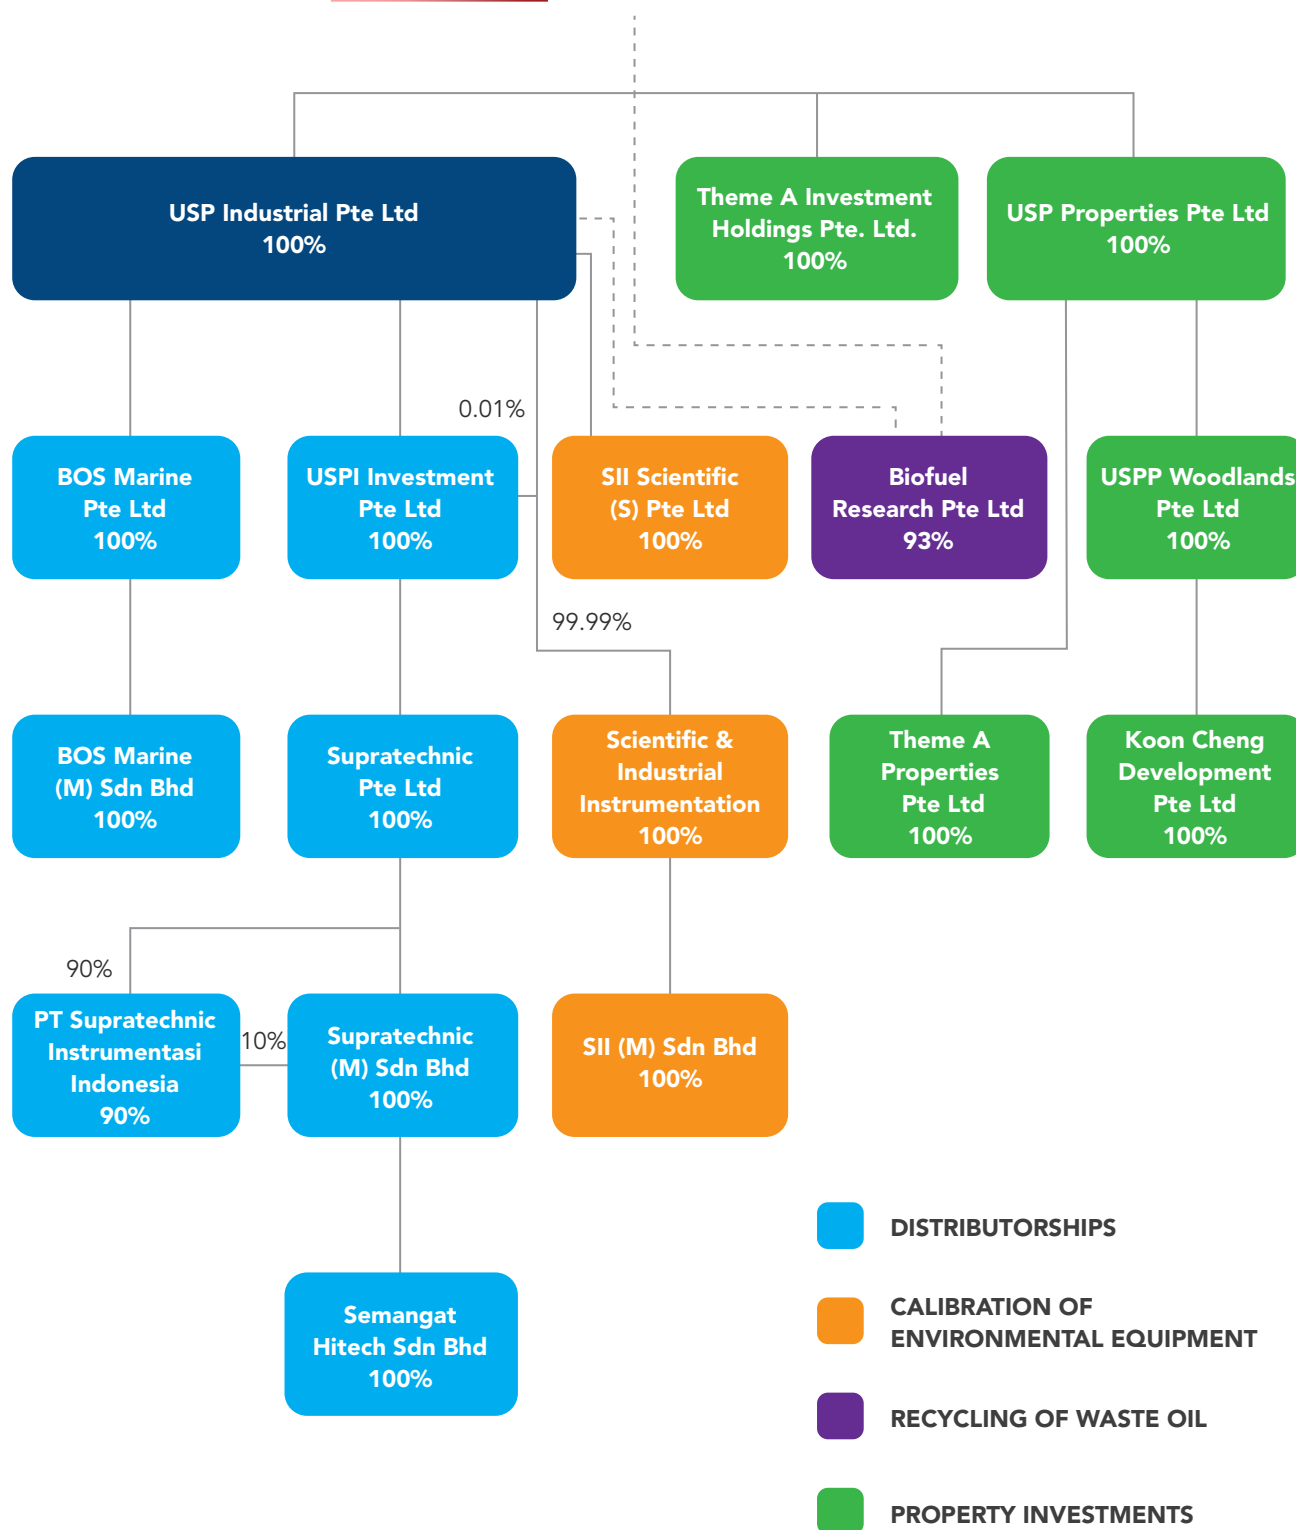 USP Industrial Pte Ltd
100%
Theme A Investment
Holdings Pte. Ltd.
100%
USP Properties Pte Ltd
100%
0.01%
BOS Marine
Pte Ltd
100%
USPI Investment
Pte Ltd
100%
SII Scientific
(S) Pte Ltd
100%
Biofuel
Research Pte Ltd
93%
USPP Woodlands
Pte Ltd
100%
99.99%
BOS Marine
(M) Sdn Bhd
100%
Supratechnic
Pte Ltd
100%
Scientific &
Industrial
Instrumentation
100%
Theme A
Properties
Pte Ltd
100%
Koon Cheng
Development
Pte Ltd
100%
90%
PT Supratechnic
Instrumentasi
Indonesia
90%
10%
Supratechnic
(M) Sdn Bhd
100%
SII (M) Sdn Bhd
100%
Semangat
Hitech Sdn Bhd
100%
DISTRIBUTORSHIPS
CALIBRATION OF
ENVIRONMENTAL EQUIPMENT
RECYCLING OF WASTE OIL
PROPERTY INVESTMENTS